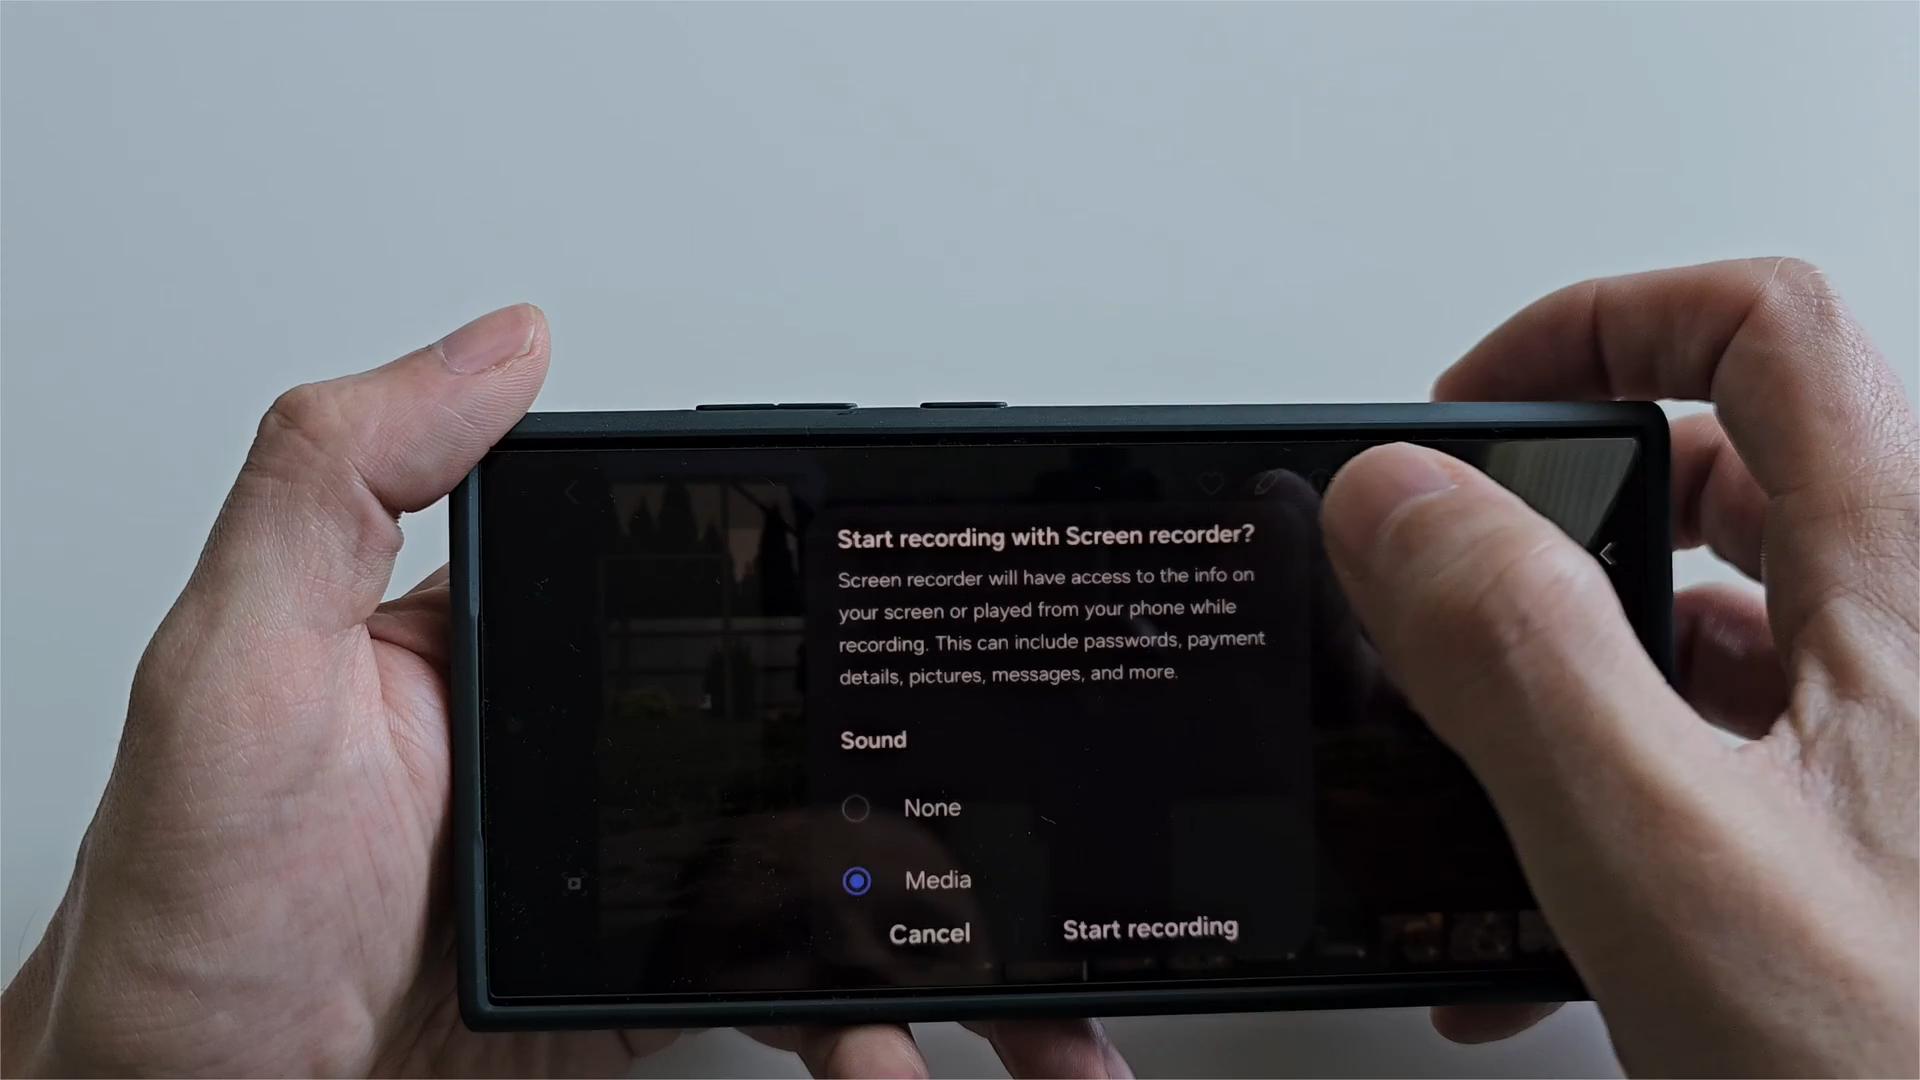 Start recording with Screen recorder?
Screen recorder will have access to the info on
your screen or played from your phone while
recording. This can include passwords, payment
details, pictures, messages, and more.
Sound
None
Media
Cancel
Start recording